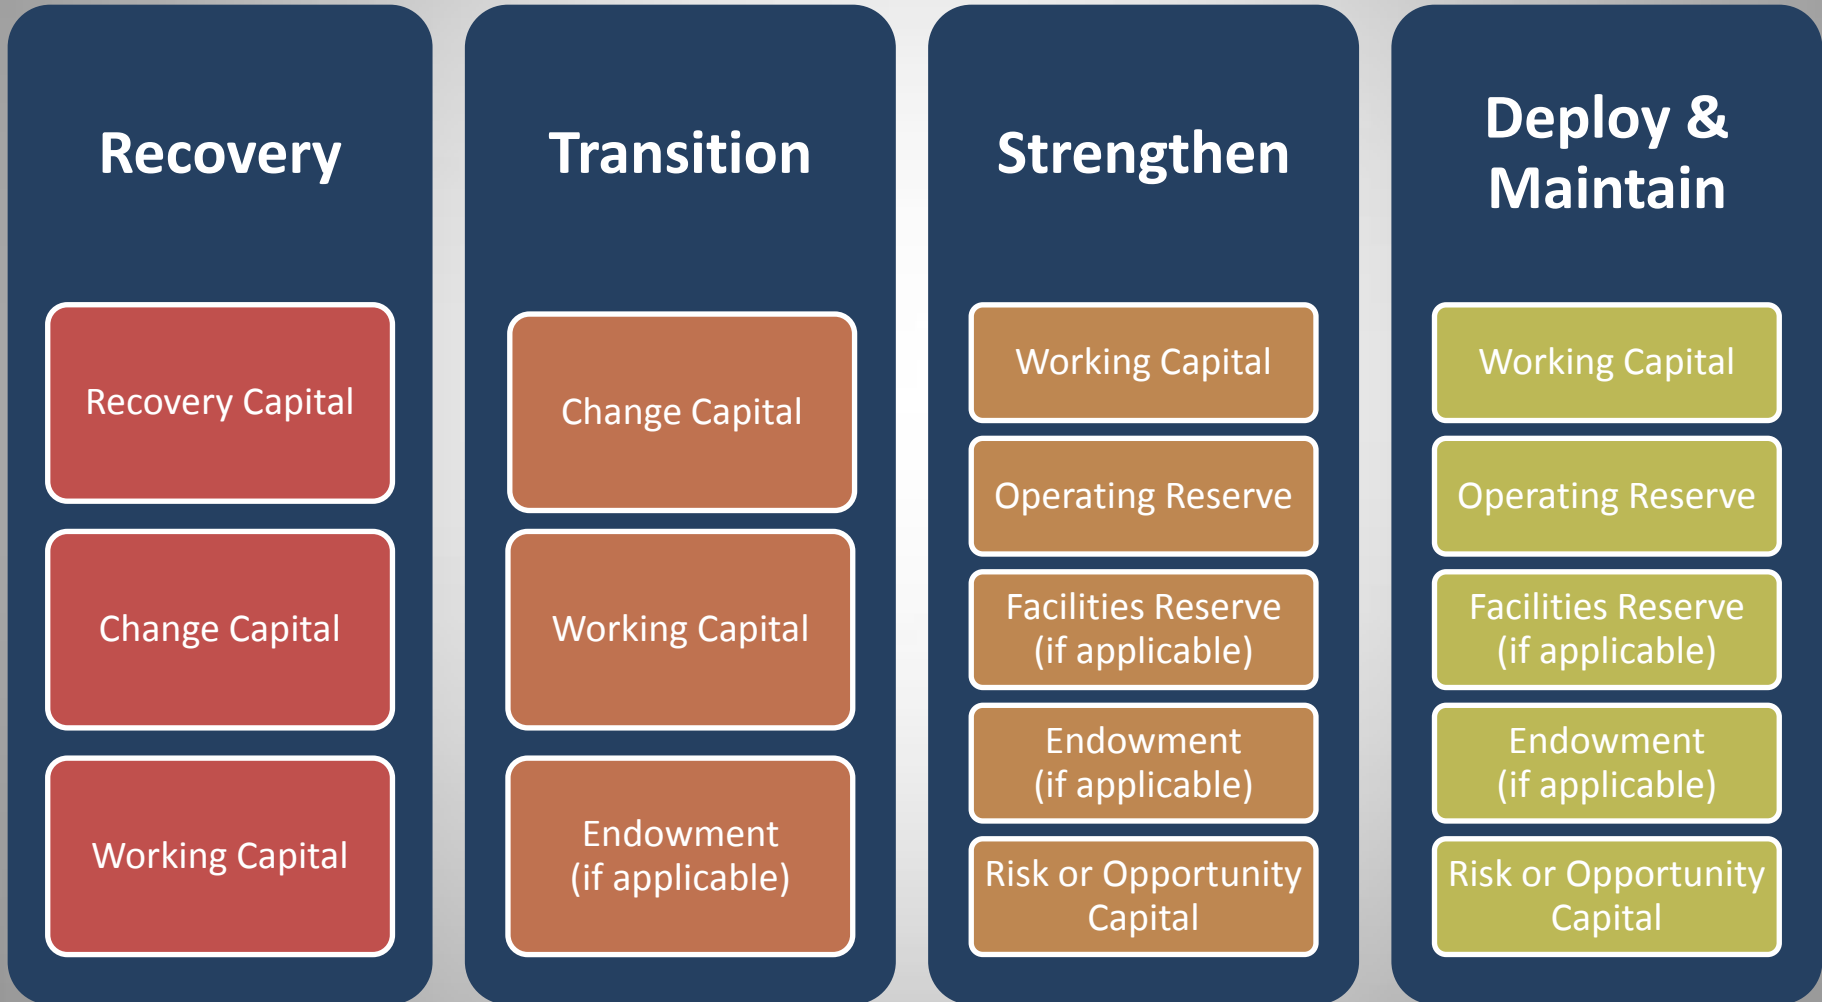 Recovery
Recovery Capital
Change Capital
Working Capital
Transition
Change Capital
Working Capital
Endowment
(if applicable)
Strengthen
Working Capital
Operating Reserve
Facilities Reserve
(if applicable)
Endowment
(if applicable)
Risk or Opportunity
Capital
Deploy &
Maintain
Working Capital
Operating Reserve
Facilities Reserve
(if applicable)
Endowment
(if applicable)
Risk or Opportunity
Capital